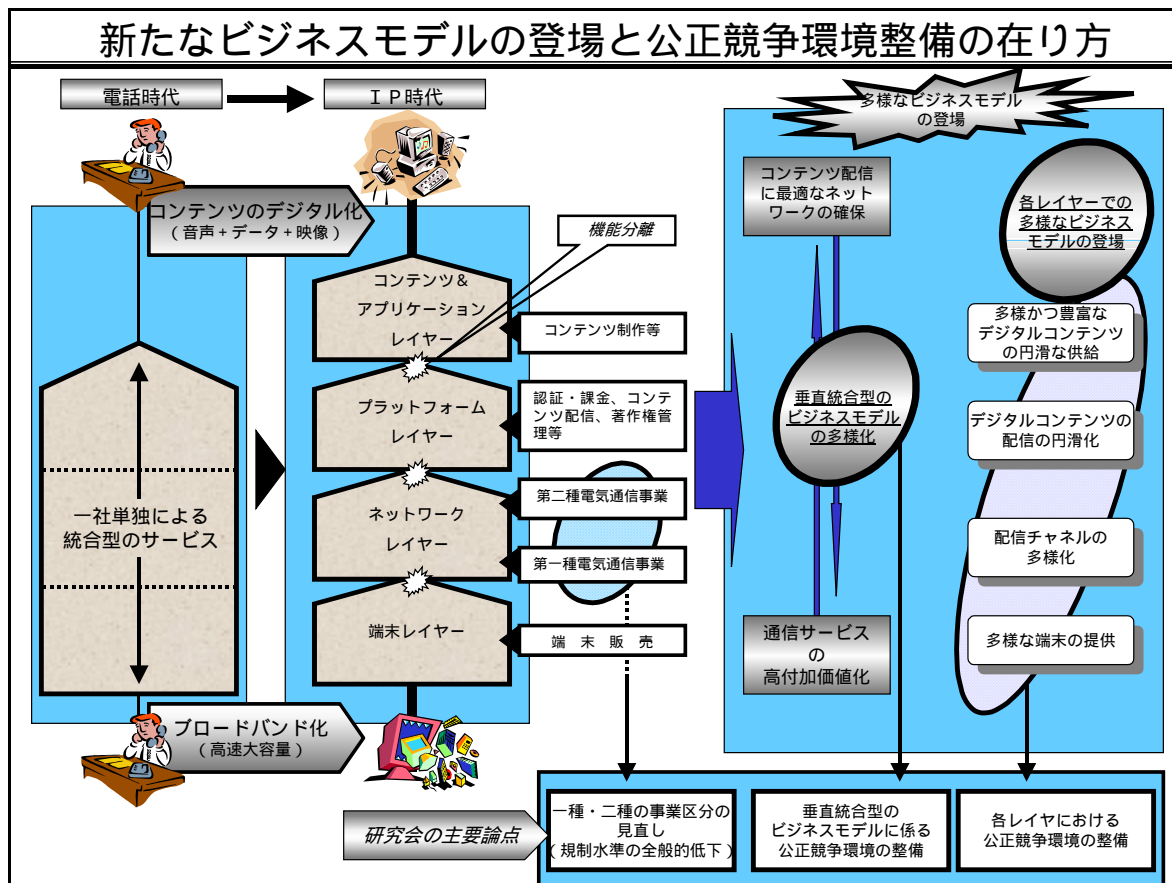 新たなビジネスモデルの登場と公正競争環境整備の在り方
電話時代
ＩＰ時代
コンテンツのデジタル化
（音声＋データ＋映像）
一社単独による
統合型のサービス
ブロードバンド化
（高速大容量）
機能分離
コンテンツ＆
アプリケーション
レイヤー
プラットフォーム
レイヤー
ネットワーク
レイヤー
端末レイヤー
コンテンツ制作等
認証・課金、コンテ
ンツ配信、著作権管
理等
第二種電気通信事業
第一種電気通信事業
端　末　販　売
多様なビジネスモデル
の登場
コンテンツ配信
に最適なネット
ワークの確保
垂直統合型の
ビジネスモデル
の多様化
通信サービス
の
高付加価値化
各レイヤーでの
多様なビジネス
モデルの登場
多様かつ豊富な
デジタルコンテンツ
の円滑な供給
デジタルコンテンツの
配信の円滑化
配信チャネルの
多様化
多様な端末の提供
研究会の主要論点
一種・二種の事業区分の
見直し
（規制水準の全般的低下）
垂直統合型の
ビジネスモデルに係る
公正競争環境の整備
各レイヤにおける
公正競争環境の整備